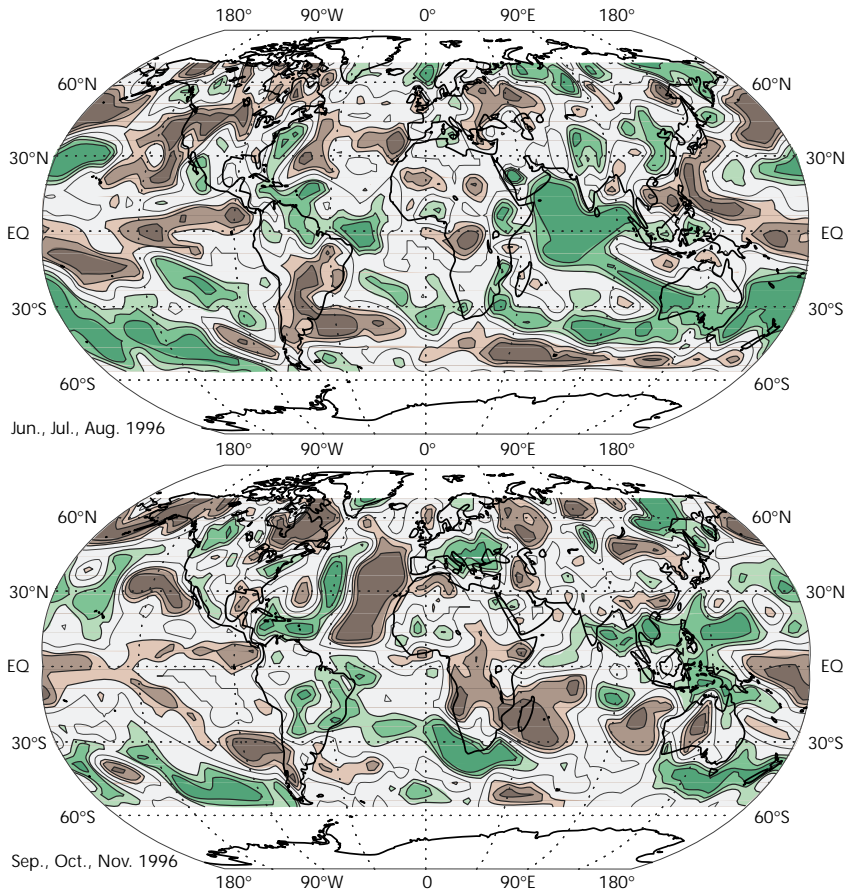 180° 90°W 0° 90°E 180°
60°N 60°N
30°N 30°N
EQ EQ
30°S 30°S
60°S 60°S
Jun., Jul., Aug. 1996
180° 90°W 0° 90°E 180°
60°N 60°N
30°N 30°N
EQ EQ
30°S 30°S
60°S 60°S
Sep., Oct., Nov. 1996
180° 90°W 0 90°E 180°